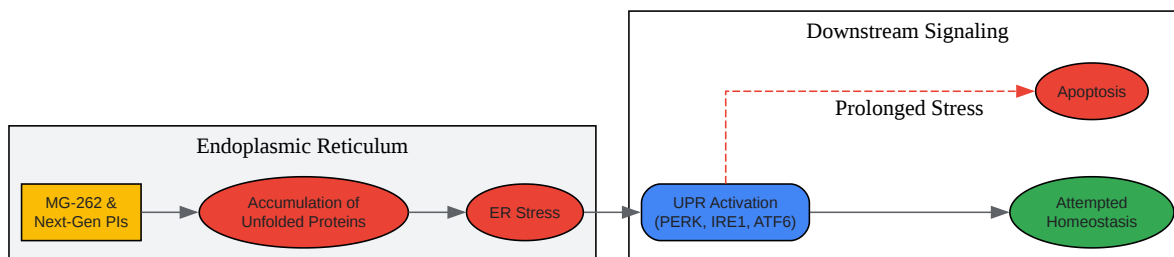 Endoplasmic Reticulum
MG-262 &
Next-Gen PIs
Accumulation of
Unfolded Proteins
ER Stress
Downstream Signaling
UPR Activation
(PERK, IRE1, ATF6)
Prolonged Stress
Apoptosis
Attempted
Homeostasis